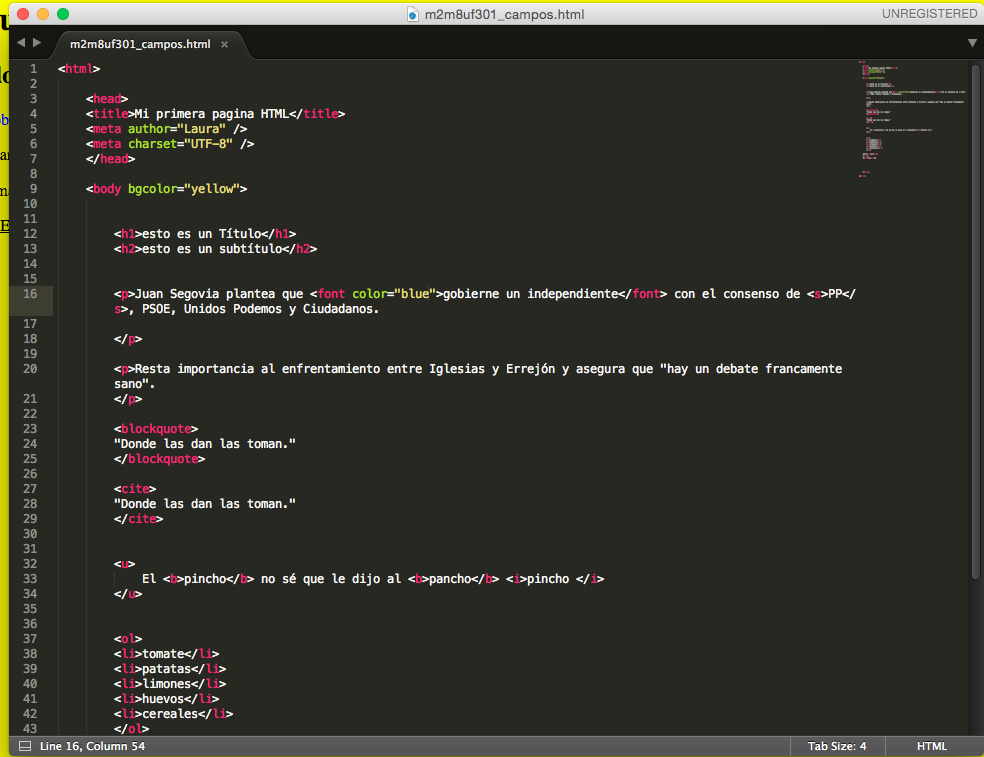 m2m8uf301_campos.html
UNREGISTERED
m2m8uf301_campos.html ×
1 <html>
2
3 <head>
4 <title>Mi primera pagina HTML</title>
5 <meta author="Laura" />
6 <meta charset="UTF-8" />
7 </head>
8
9 <body bgcolor="yellow">
10
11
12 <h1>esto es un Título</h1>
13 <h2>esto es un subtítulo</h2>
14
15
16 <p>Juan Segovia plantea que <font color="blue">gobierne un independiente</font> con el consenso de <s>PP</
s>, PSOE, Unidos Podemos y Ciudadanos.
17
18 </p>
19
20 <p>Resta importancia al enfrentamiento entre Iglesias y Errejón y asegura que "hay un debate francamente
sano".
21 </p>
22
23 <blockquote>
24 "Donde las dan las toman."
25 </blockquote>
26
27 <cite>
28 "Donde las dan las toman."
29 </cite>
30
31
32 <u>
33 El <b>pincho</b> no sé que le dijo al <b>pancho</b> <i>pincho </i>
34 </u>
35
36
37 <ol>
38 <li>tomate</li>
39 <li>patatas</li>
40 <li>limones</li>
41 <li>huevos</li>
42 <li>cereales</li>
43 </ol>
Line 16, Column 54
Tab Size: 4
HTML